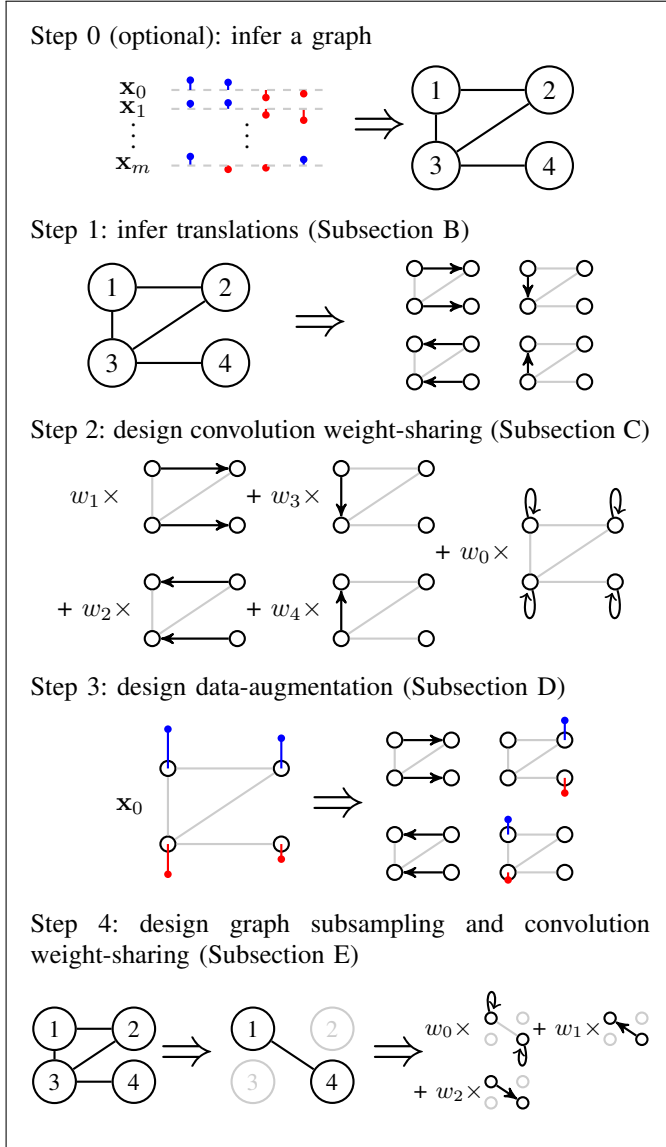 Step 0 (optional): infer a graph
x₀
x₁
⋮ ⋮
xₘ
⇒
1 2
3 4
Step 1: infer translations (Subsection B)
1 2
3 4
⇒
Step 2: design convolution weight-sharing (Subsection C)
w₁× + w₃×
+ w₀×
+ w₂× + w₄×
Step 3: design data-augmentation (Subsection D)
x₀ ⇒
Step 4: design graph subsampling and convolution
weight-sharing (Subsection E)
1 2 1 2 w₀× + w₁×
⇒ ⇒
3 4 3 4
+ w₂×